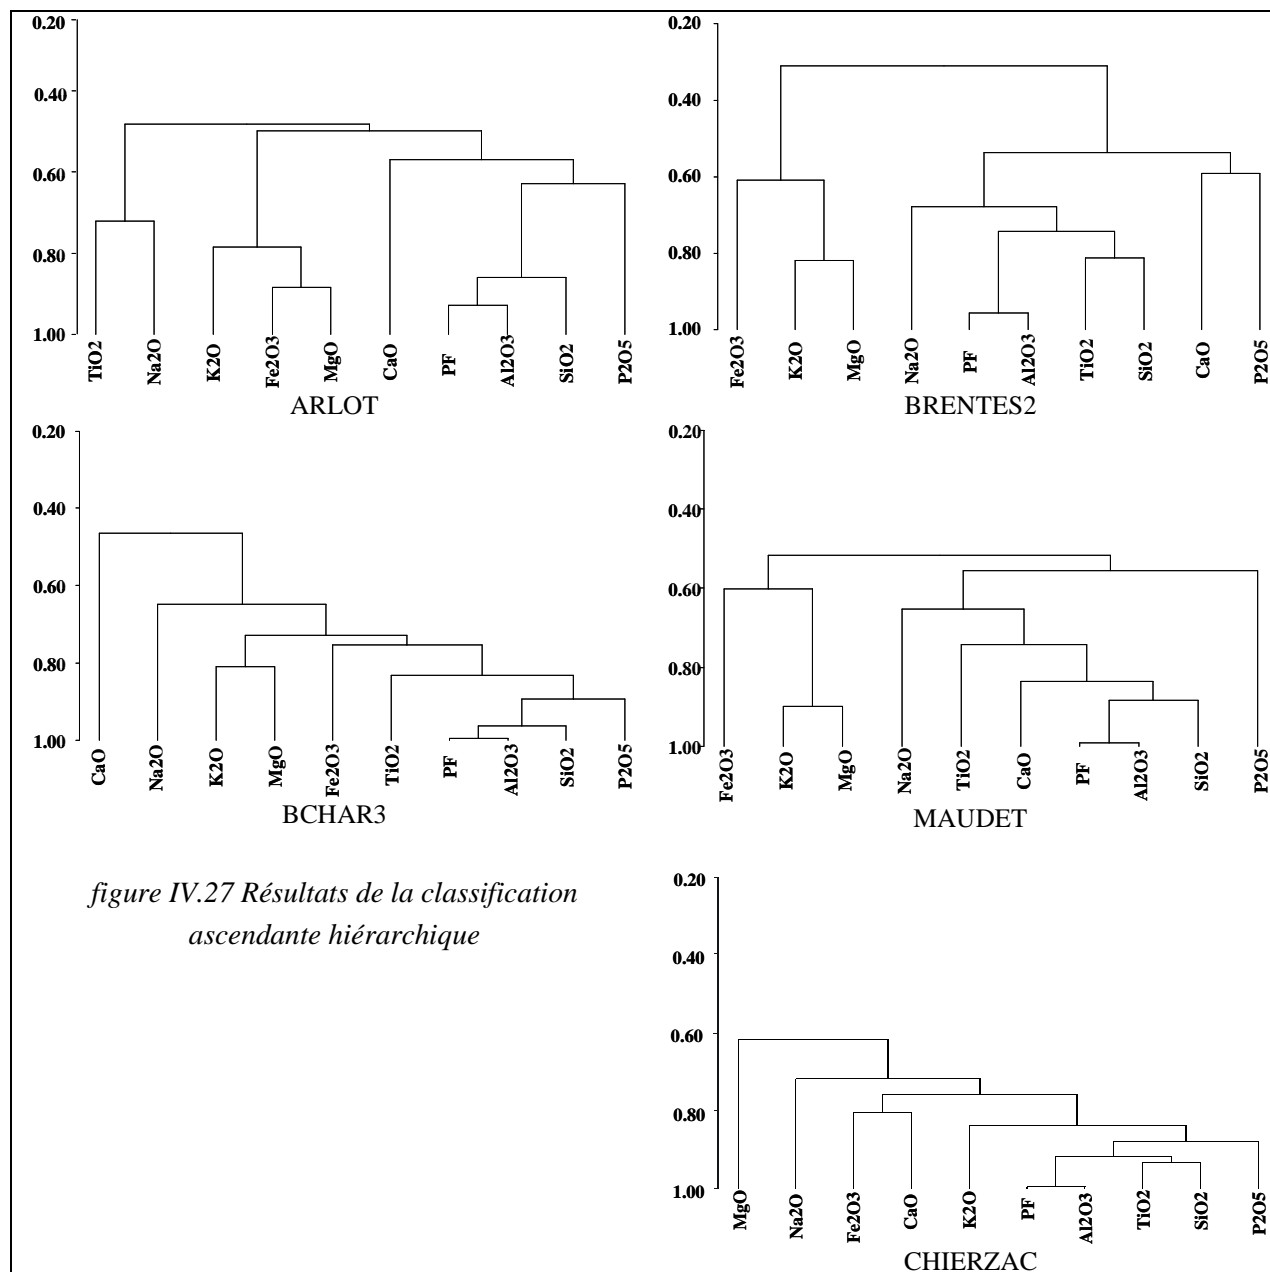 0.20
0.40
0.60
0.80
1.00
TiO2
Na2O
K2O
Fe2O3
MgO
CaO
PF
Al2O3
SiO2
P2O5
ARLOT
0.20
0.40
0.60
0.80
1.00
Fe2O3
K2O
MgO
Na2O
PF
Al2O3
TiO2
SiO2
CaO
P2O5
BRENTES2
0.20
0.40
0.60
0.80
1.00
CaO
Na2O
K2O
MgO
Fe2O3
TiO2
PF
Al2O3
SiO2
P2O5
BCHAR3
0.20
0.40
0.60
0.80
1.00
Fe2O3
K2O
MgO
Na2O
TiO2
CaO
PF
Al2O3
SiO2
P2O5
MAUDET
figure IV.27 Résultats de la classification
ascendante hiérarchique
0.20
0.40
0.60
0.80
1.00
MgO
Na2O
Fe2O3
CaO
K2O
PF
Al2O3
TiO2
SiO2
P2O5
CHIERZAC